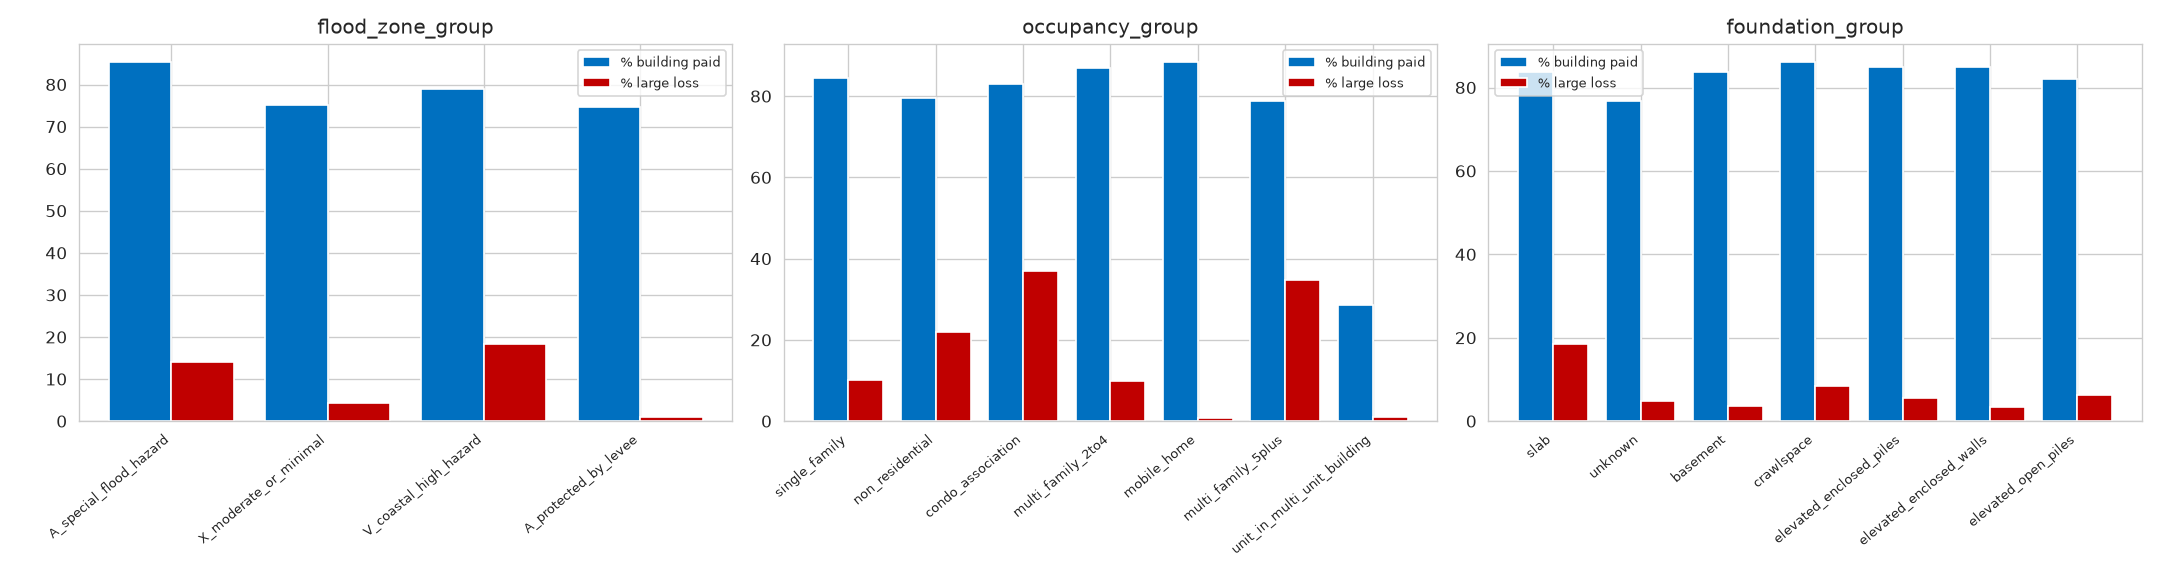 flood_zone_group
% building paid
% large loss
80
70
60
50
40
30
20
10
0
A_special_flood_hazard
X_moderate_or_minimal
V_coastal_high_hazard
A_protected_by_levee
occupancy_group
% building paid
% large loss
80
60
40
20
0
single_family
non_residential
condo_association
multi_family_2to4
mobile_home
multi_family_5plus
unit_in_multi_unit_building
foundation_group
% building paid
% large loss
80
60
40
20
0
slab
unknown
basement
crawlspace
elevated_enclosed_piles
elevated_enclosed_walls
elevated_open_piles